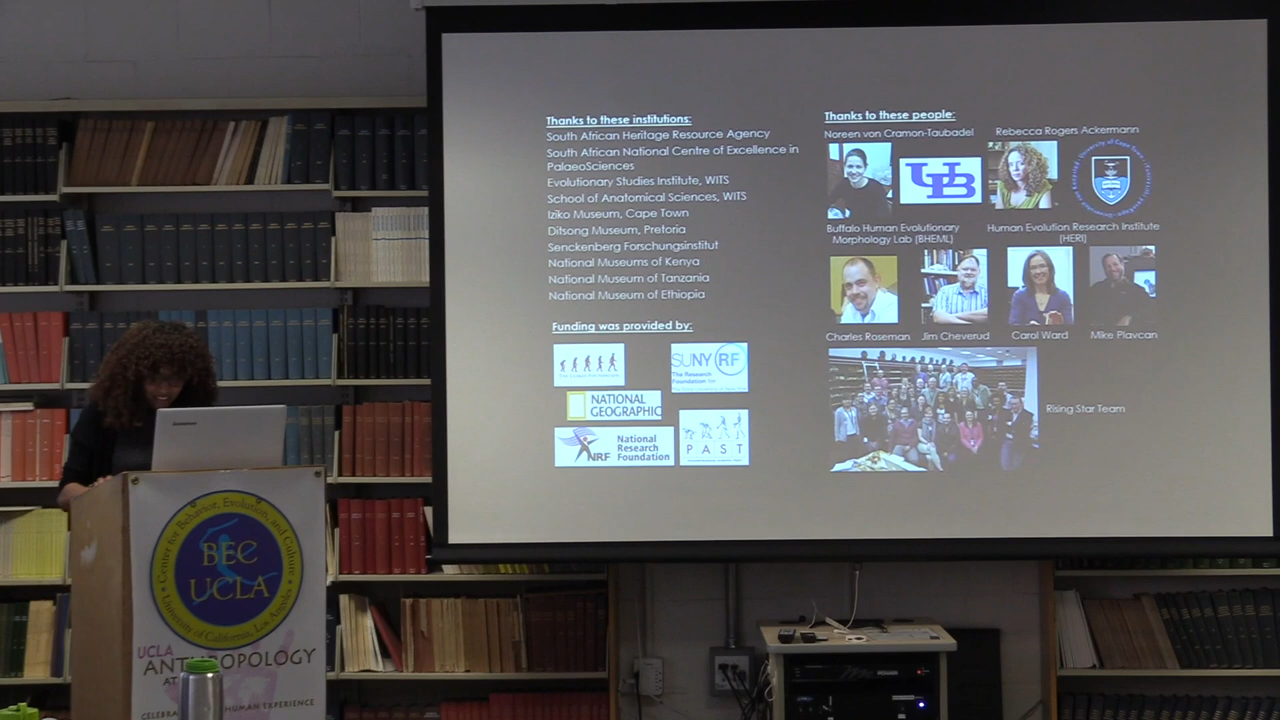 Thanks to these institutions:
South African Heritage Resource Agency
South African National Centre of Excellence in
PalaeoSciences
Evolutionary Studies Institute, WITS
School of Anatomical Sciences, WITS
Iziko Museum, Cape Town
Ditsong Museum, Pretoria
Senckenberg Forschungsinstitut
National Museums of Kenya
National Museum of Tanzania
National Museum of Ethiopia
Funding was provided by:
SUNY RF
The Research
Foundation for
NATIONAL
GEOGRAPHIC
NRF
National
Research
Foundation
PAST
Thanks to these people:
Noreen von Cramon-Taubadel
Rebecca Rogers Ackermann
UB
Buffalo Human Evolutionary
Morphology Lab (BHEML)
Human Evolution Research Institute
(HERI)
Charles Roseman
Jim Cheverud
Carol Ward
Mike Plavcan
Rising Star Team
Center for Behavior, Evolution, and Culture
BEC
UCLA
University of California, Los Angeles
UCLA
ANTHROPOLOGY
AT
HUMAN EXPERIENCE